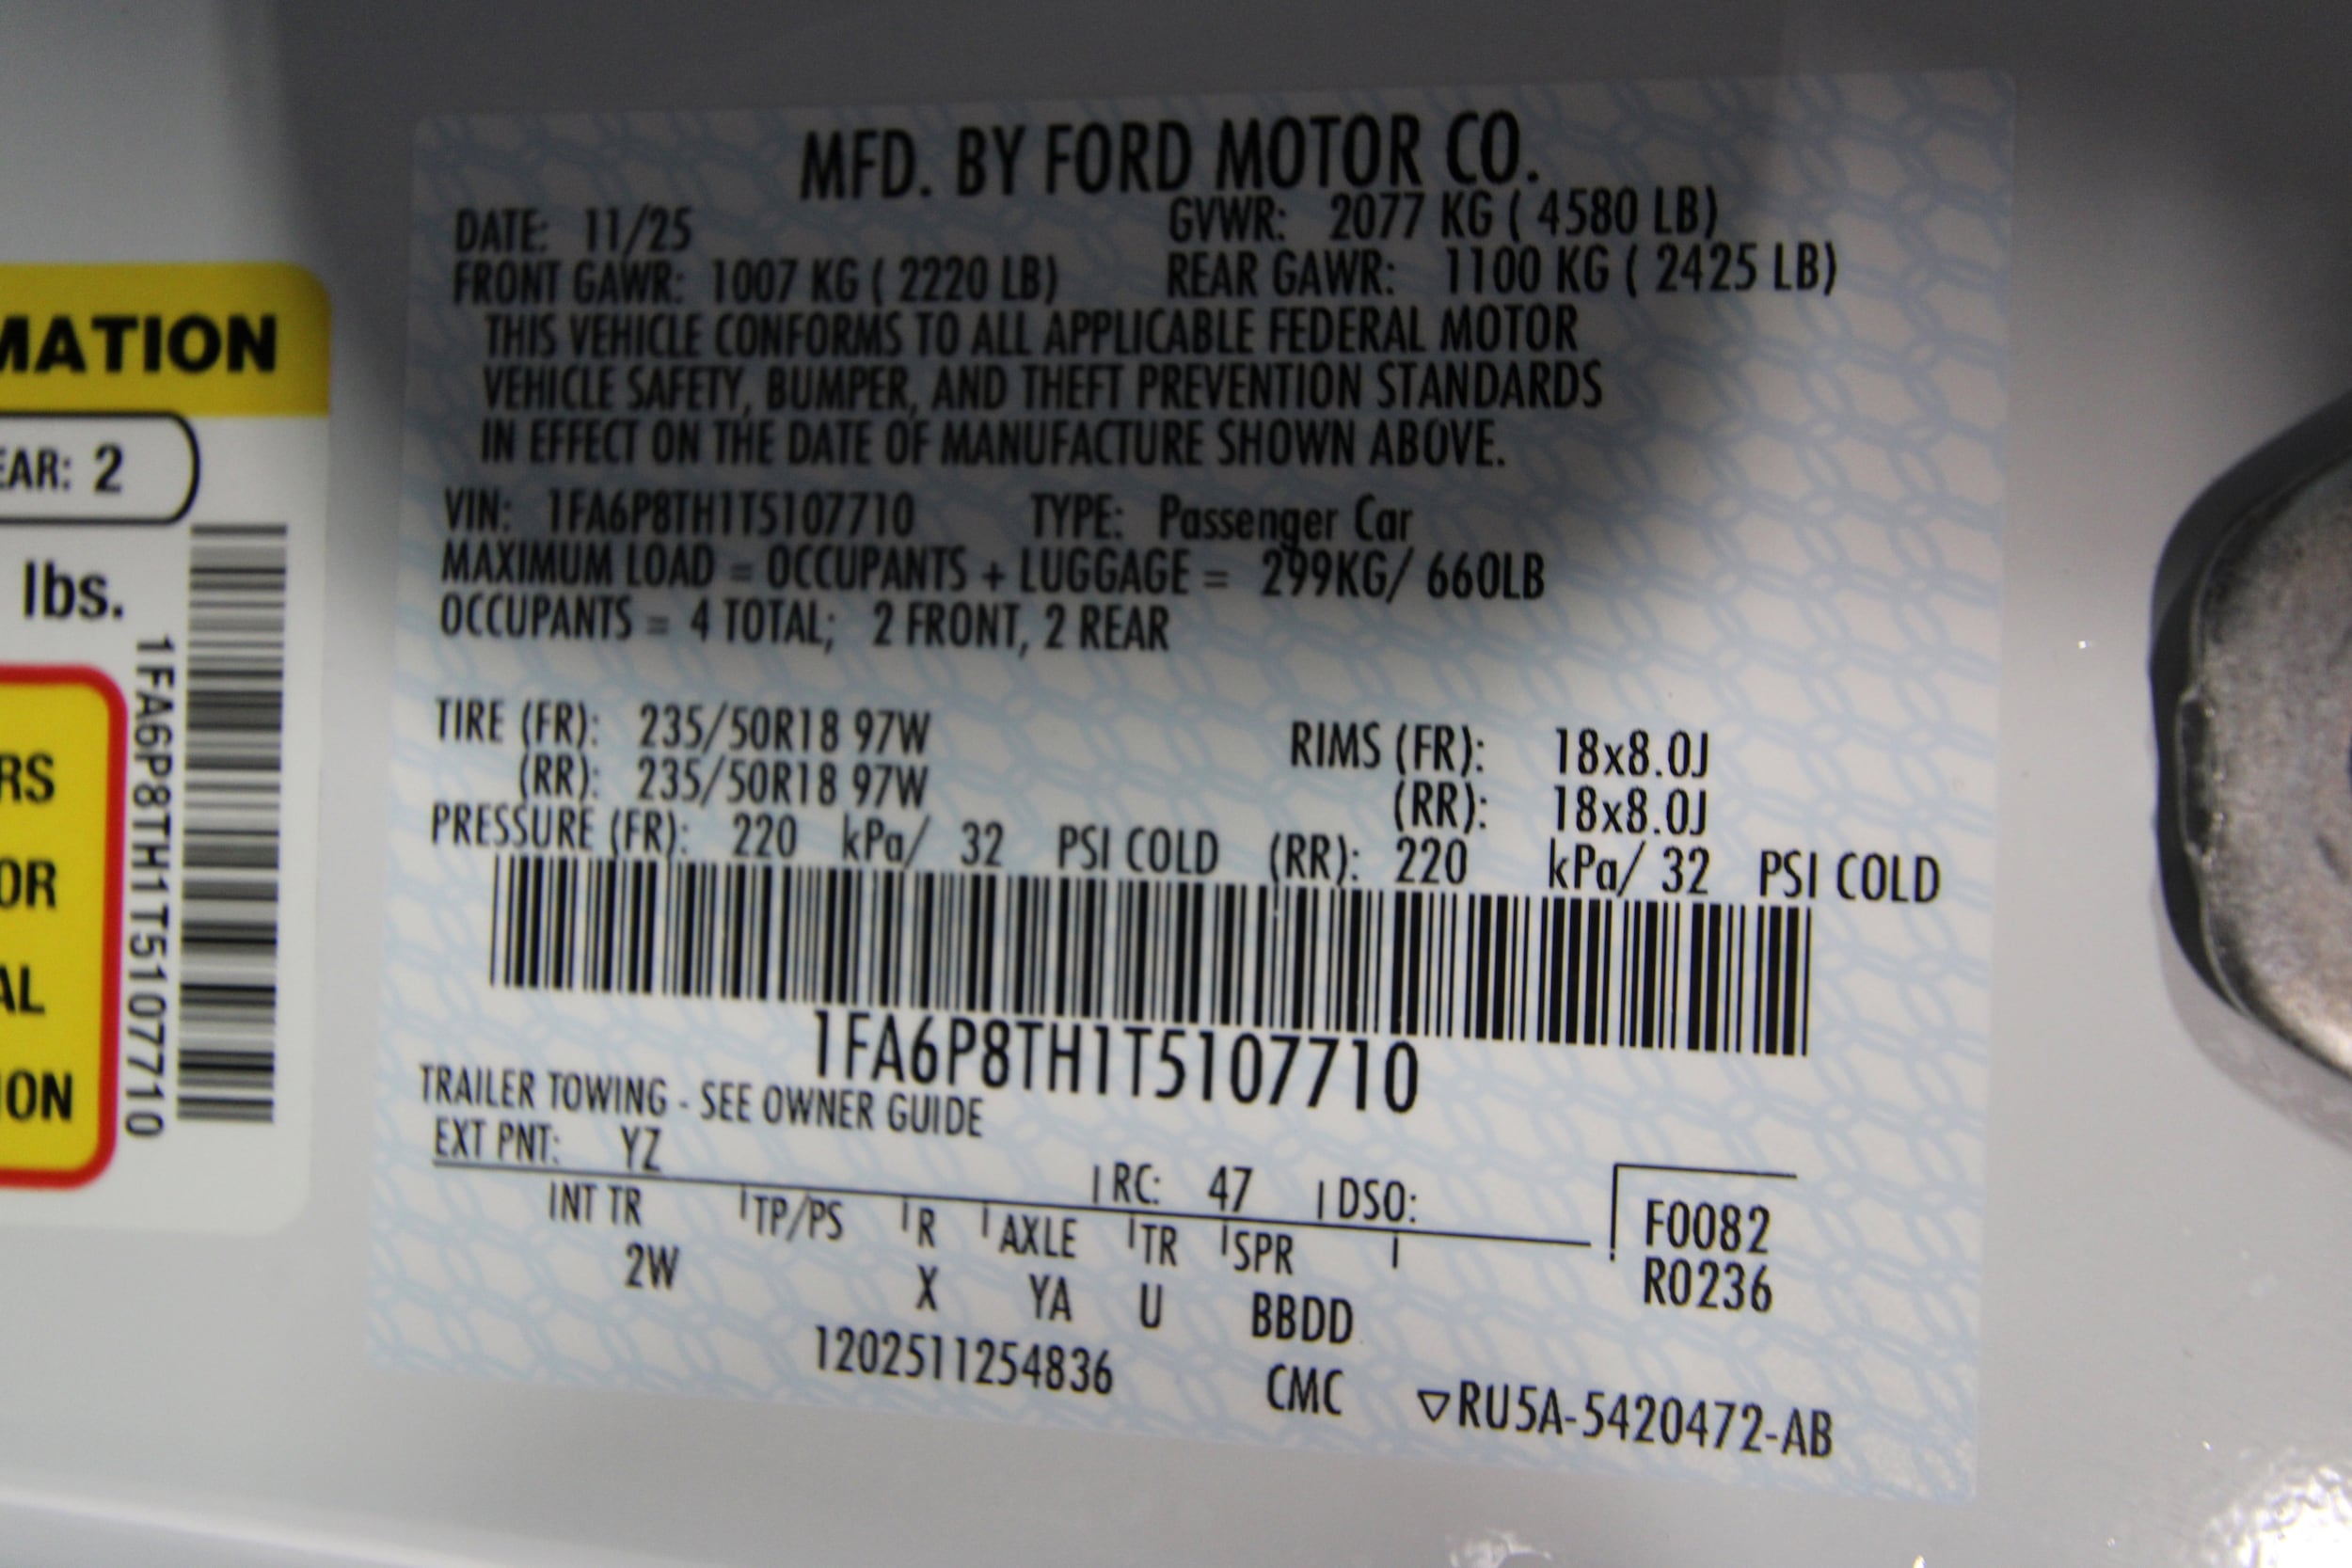 MATION
EAR: 2
lbs.
RS
OR
AL
ION
1FA6P8TH1T5107710
MFD. BY FORD MOTOR CO.
DATE: 11/25 GVWR: 2077 KG ( 4580 LB)
FRONT GAWR: 1007 KG ( 2220 LB) REAR GAWR: 1100 KG ( 2425 LB)
THIS VEHICLE CONFORMS TO ALL APPLICABLE FEDERAL MOTOR
VEHICLE SAFETY, BUMPER, AND THEFT PREVENTION STANDARDS
IN EFFECT ON THE DATE OF MANUFACTURE SHOWN ABOVE.
VIN: 1FA6P8TH1T5107710 TYPE: Passenger Car
MAXIMUM LOAD = OCCUPANTS + LUGGAGE = 299KG/ 660LB
OCCUPANTS = 4 TOTAL; 2 FRONT, 2 REAR
TIRE (FR): 235/50R18 97W RIMS (FR): 18x8.0J
(RR): 235/50R18 97W (RR): 18x8.0J
PRESSURE (FR): 220 kPa/ 32 PSI COLD (RR): 220 kPa/ 32 PSI COLD
1FA6P8TH1T5107710
TRAILER TOWING - SEE OWNER GUIDE
EXT PNT: YZ RC: 47 DSO:
INT TR TP/PS R AXLE TR SPR F0082
2W X YA U BBDD R0236
1202511254836 CMC ▽RU5A-5420472-AB